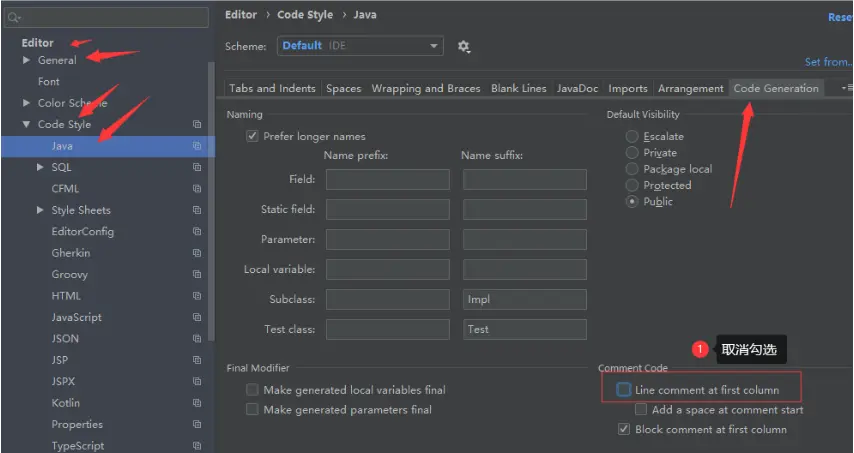 Editor
General
Font
Color Scheme
Code Style
Java
SQL
CFML
Style Sheets
EditorConfig
Gherkin
Groovy
HTML
JavaScript
JSON
JSP
JSPX
Kotlin
Properties
TypeScript
Editor › Code Style › Java
Rese
Scheme: Default IDE
Set from...
Tabs and Indents Spaces Wrapping and Braces Blank Lines JavaDoc Imports Arrangement Code Generation
Naming
Prefer longer names
Name prefix: Name suffix:
Field:
Static field:
Parameter:
Local variable:
Subclass: Impl
Test class: Test
Default Visibility
Escalate
Private
Package local
Protected
Public
Final Modifier
Make generated local variables final
Make generated parameters final
1 取消勾选
Comment Code
Line comment at first column
Add a space at comment start
Block comment at first column